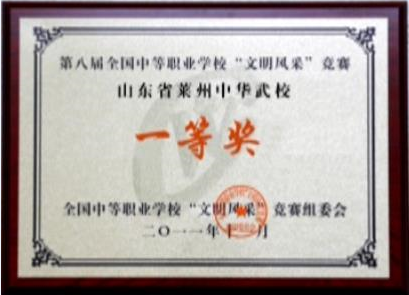 第八届全国中等职业学校“文明风采”竞赛
山东省莱州中华武校
一等奖
全国中等职业学校“文明风采”竞赛组委会
二〇一一年十一月